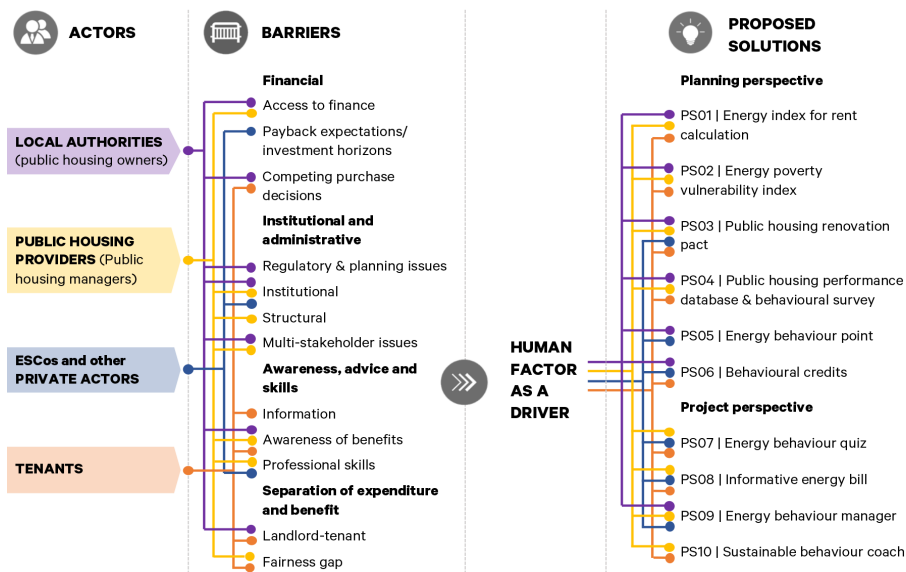 ACTORS
LOCAL AUTHORITIES
(public housing owners)
PUBLIC HOUSING
PROVIDERS (Public
housing managers)
ESCos and other
PRIVATE ACTORS
TENANTS
BARRIERS
Financial
Access to finance
Payback expectations/
investment horizons
Competing purchase
decisions
Institutional and
administrative
Regulatory & planning issues
Institutional
Structural
Multi-stakeholder issues
Awareness, advice and
skills
Information
Awareness of benefits
Professional skills
Separation of expenditure
and benefit
Landlord-tenant
Fairness gap
HUMAN
FACTOR
AS A
DRIVER
PROPOSED
SOLUTIONS
Planning perspective
PS01 | Energy index for rent
calculation
PS02 | Energy poverty
vulnerability index
PS03 | Public housing renovation
pact
PS04 | Public housing performance
database & behavioural survey
PS05 | Energy behaviour point
PS06 | Behavioural credits
Project perspective
PS07 | Energy behaviour quiz
PS08 | Informative energy bill
PS09 | Energy behaviour manager
PS10 | Sustainable behaviour coach